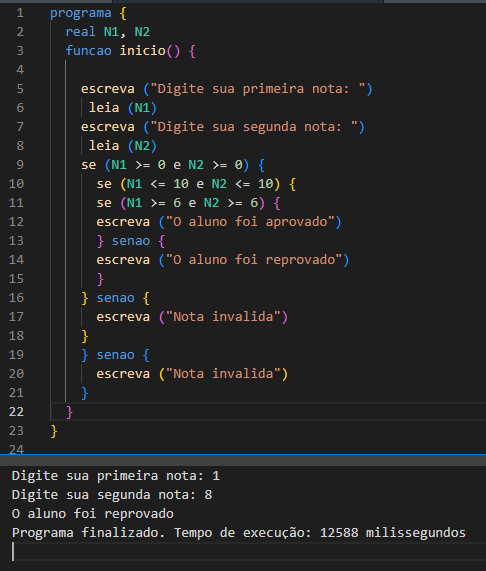 1 programa {
2 real N1, N2
3 funcao inicio() {
4
5 escreva ("Digite sua primeira nota: ")
6 leia (N1)
7 escreva ("Digite sua segunda nota: ")
8 leia (N2)
9 se (N1 >= 0 e N2 >= 0) {
10 se (N1 <= 10 e N2 <= 10) {
11 se (N1 >= 6 e N2 >= 6) {
12 escreva ("O aluno foi aprovado")
13 } senao {
14 escreva ("O aluno foi reprovado")
15 }
16 } senao {
17 escreva ("Nota invalida")
18 }
19 } senao {
20 escreva ("Nota invalida")
21 }
22 }
23 }
24
Digite sua primeira nota: 1
Digite sua segunda nota: 8
O aluno foi reprovado
Programa finalizado. Tempo de execução: 12588 milissegundos